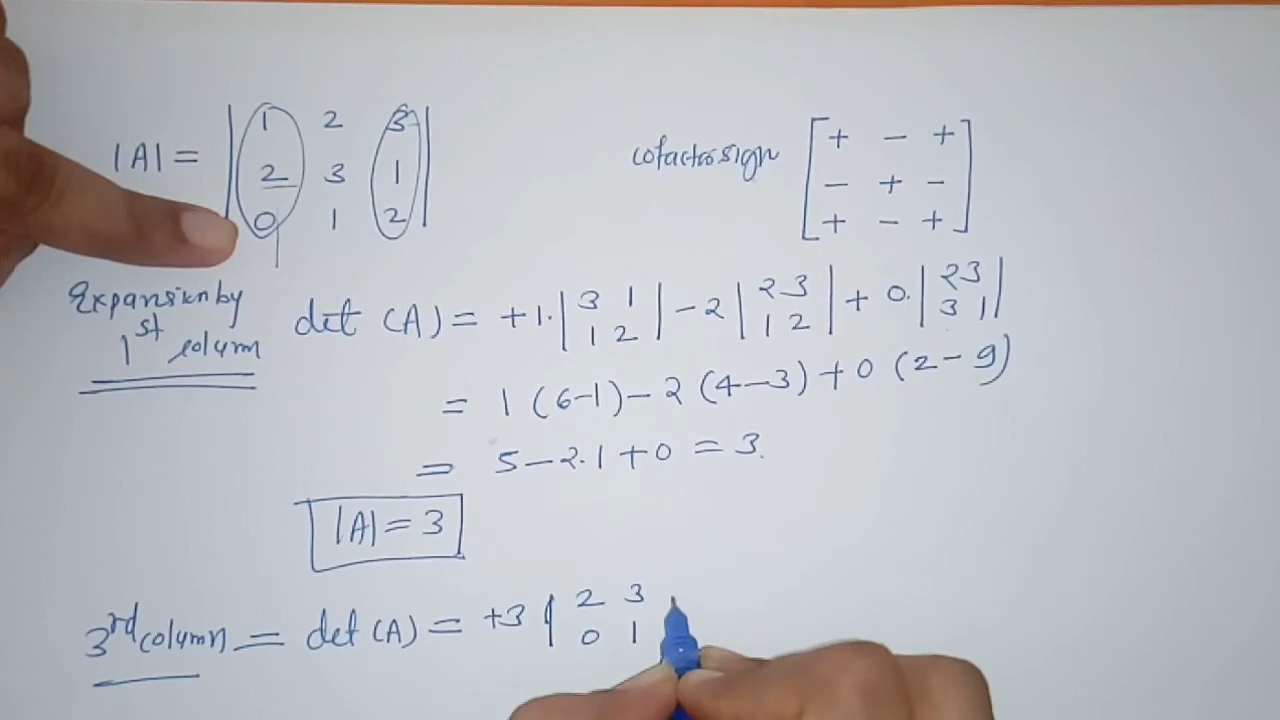 |A| = | 1 2 3 |
| 2 3 1 |
| 0 1 2 |
cofactor sign [ + - + ]
[ - + - ]
[ + - + ]
Expansion by
1st column
det (A) = +1. | 3 1 | - 2 | 2 3 | + 0. | 2 3 |
| 1 2 | | 1 2 | | 3 1 |
= 1 (6-1) - 2 (4-3) + 0 (2-9)
= 5-2.1+0 = 3.
|A| = 3
3rd column = det (A) = +3 | 2 3
| 0 1